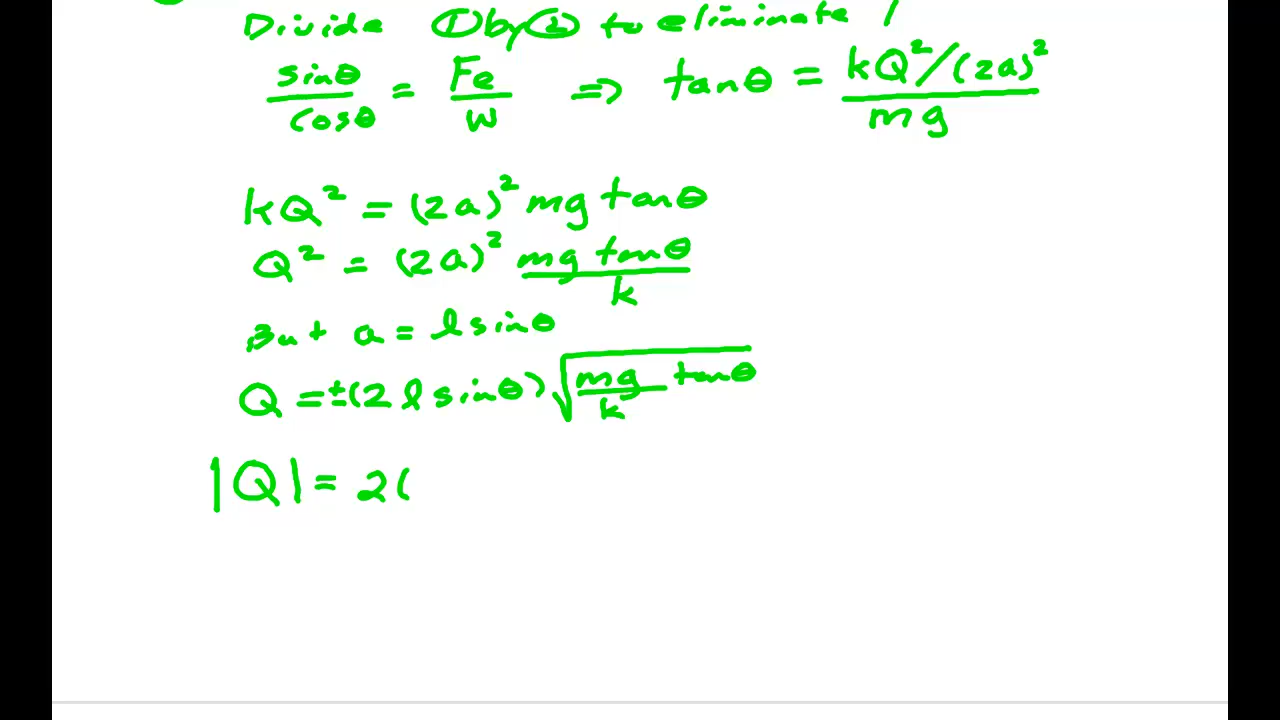 Divide ① by ② to eliminate
sinθ/cosθ = Fe/W ⇒ tanθ = kQ²/(2a)²/mg
kQ² = (2a)² mg tanθ
Q² = (2a)² mg tanθ/k
But a = l sinθ
Q = ±(2 l sinθ) √(mg/k tanθ)
|Q| = 2(